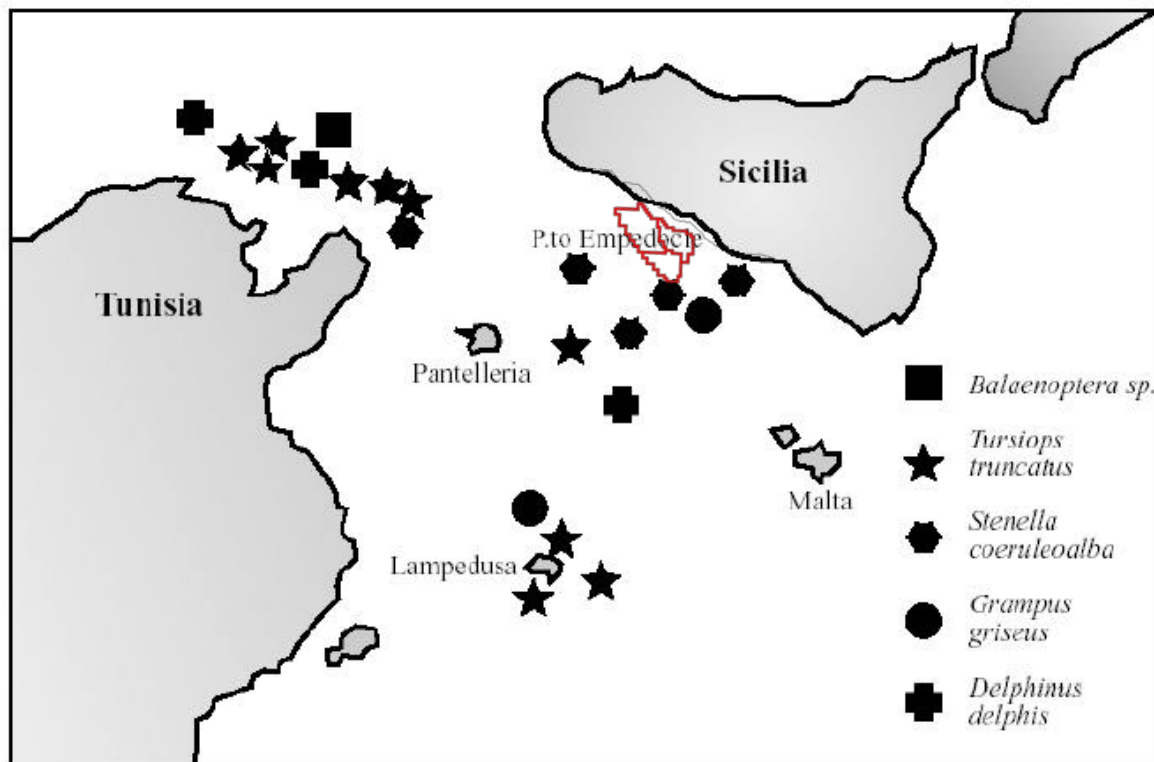 Sicilia
P.to Empedocle
Tunisia
Pantelleria
Balaenoptera sp.
Tursiops
truncatus
Malta
Stenella
coeruleoalba
Lampedusa
Grampus
griseus
Delphinus
delphis